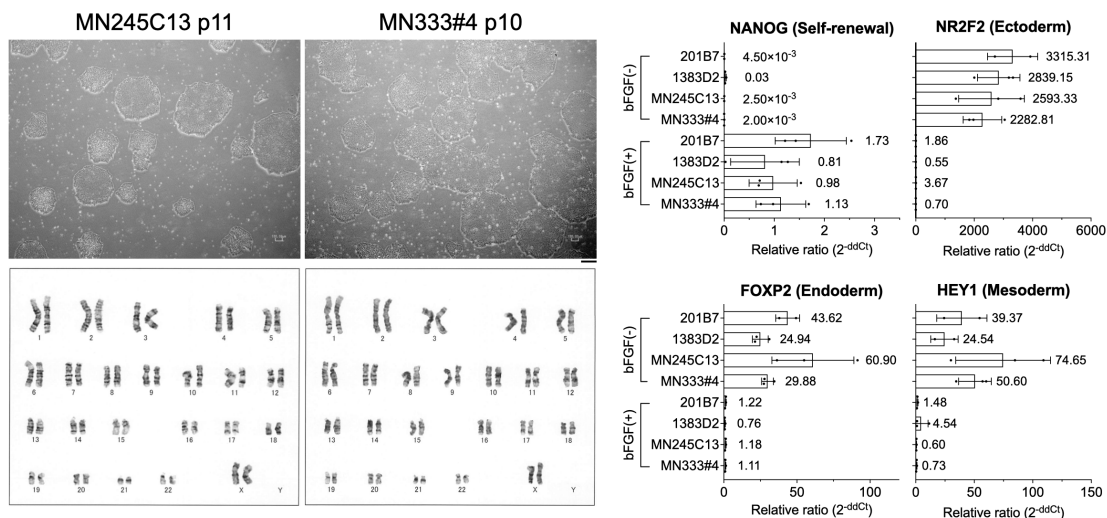 MN245C13 p11
MN333#4 p10
1 2 3 4 5
6 7 8 9 10 11 12
13 14 15 16 17 18
19 20 21 22 X Y
1 2 3 4 5
6 7 8 9 10 11 12
13 14 15 16 17 18
19 20 21 22 X Y
NANOG (Self-renewal)
bFGF(-)
201B7 4.50×10⁻³
1383D2 0.03
MN245C13 2.50×10⁻³
MN333#4 2.00×10⁻³
bFGF(+)
201B7 1.73
1383D2 0.81
MN245C13 0.98
MN333#4 1.13
0 1 2 3
Relative ratio (2^-ddCt)
NR2F2 (Ectoderm)
3315.31
2839.15
2593.33
2282.81
1.86
0.55
3.67
0.70
0 2000 4000 6000
Relative ratio (2^-ddCt)
FOXP2 (Endoderm)
bFGF(-)
201B7 43.62
1383D2 24.94
MN245C13 60.90
MN333#4 29.88
bFGF(+)
201B7 1.22
1383D2 0.76
MN245C13 1.18
MN333#4 1.11
0 50 100
Relative ratio (2^-ddCt)
HEY1 (Mesoderm)
39.37
24.54
74.65
50.60
1.48
4.54
0.60
0.73
0 50 100 150
Relative ratio (2^-ddCt)